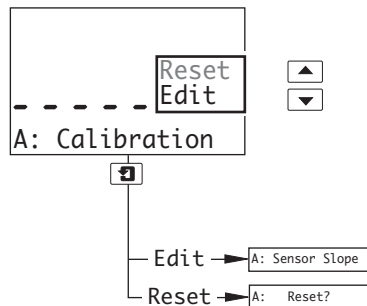 Reset
Edit
A: Calibration
Edit
A: Sensor Slope
Reset
A: Reset?